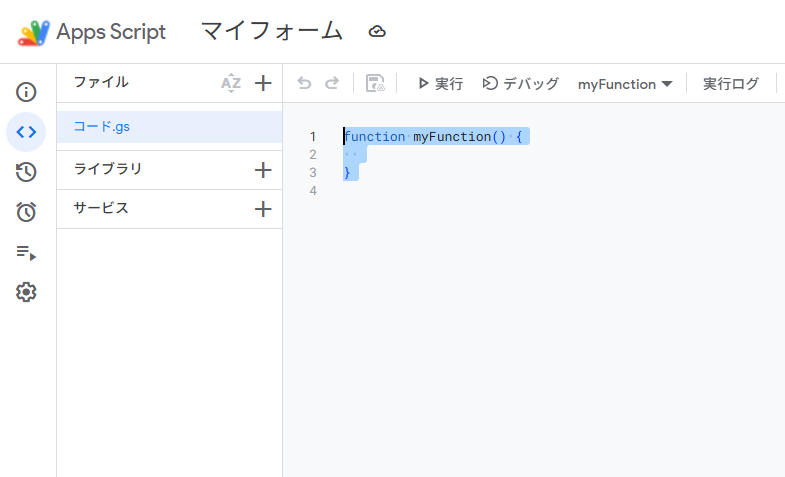 Apps Script マイフォーム
ファイル AZ 実行 デバッグ myFunction 実行ログ
コード.gs
ライブラリ
サービス
1 function myFunction() {
2
3 }
4